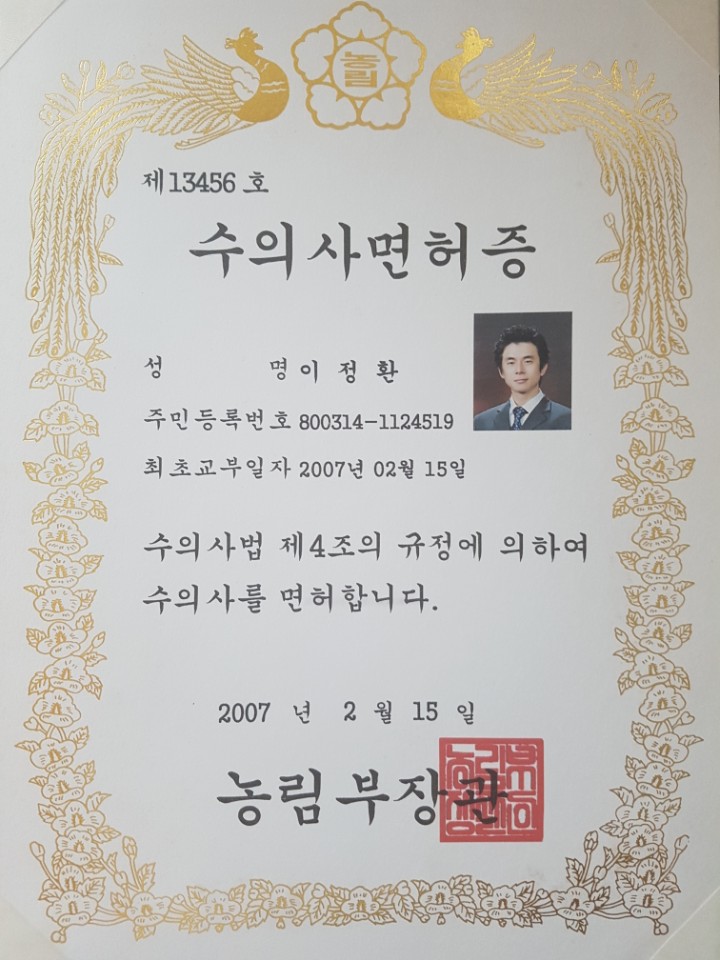 농림
제13456 호
수의사면허증
성 명 이 정 환
주민등록번호 800314-1124519
최초교부일자 2007년 02월 15일
수의사법 제4조의 규정에 의하여
수의사를 면허합니다.
2007 년 2 월 15 일
농림부장관